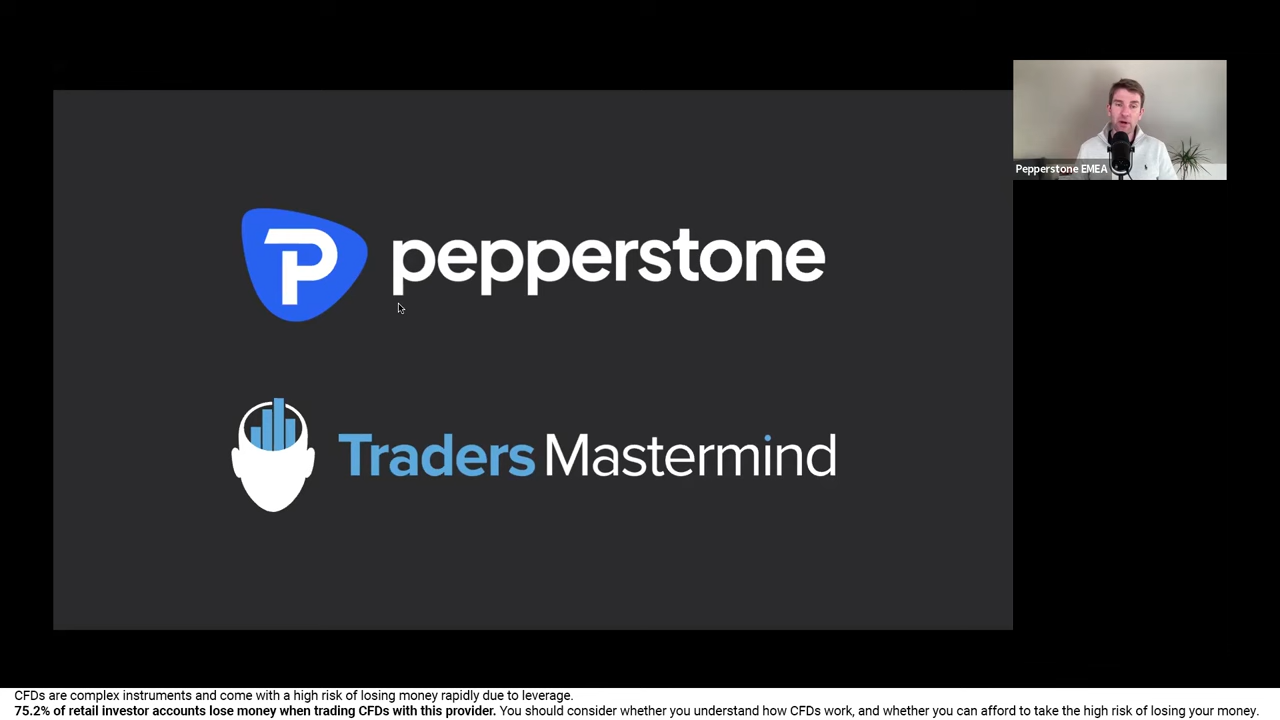 Pepperstone EMEA
P pepperstone
Traders Mastermind
CFDs are complex instruments and come with a high risk of losing money rapidly due to leverage.
75.2% of retail investor accounts lose money when trading CFDs with this provider. You should consider whether you understand how CFDs work, and whether you can afford to take the high risk of losing your money.